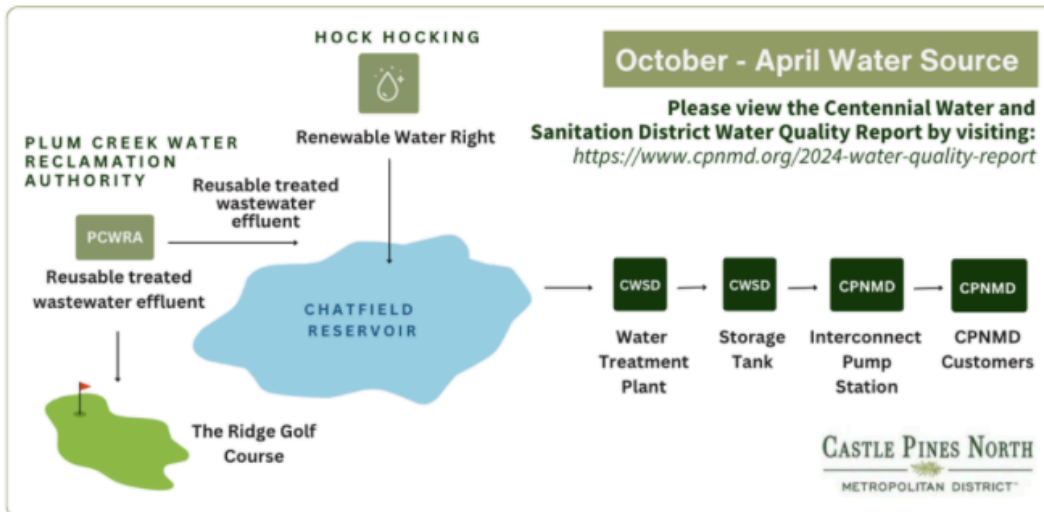 HOCK HOCKING
Renewable Water Right
October - April Water Source
Please view the Centennial Water and
Sanitation District Water Quality Report by visiting:
https://www.cpnmd.org/2024-water-quality-report
PLUM CREEK WATER
RECLAMATION
AUTHORITY
PCWRA
Reusable treated
wastewater effluent
Reusable treated
wastewater
effluent
CHATFIELD
RESERVOIR
The Ridge Golf
Course
CWSD
Water
Treatment
Plant
CWSD
Storage
Tank
CPNMD
Interconnect
Pump
Station
CPNMD
CPNMD
Customers
CASTLE PINES NORTH
METROPOLITAN DISTRICT™